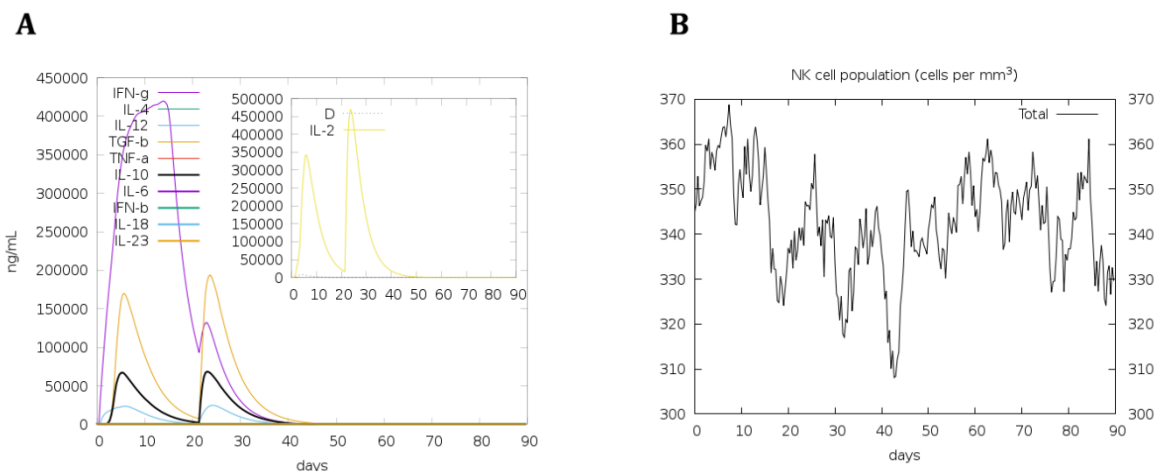 A
450000
400000
350000
300000
250000
200000
150000
100000
50000
0
ng/mL
IFN-g
IL-4
IL-12
TGF-b
TNF-a
IL-10
IL-6
IFN-b
IL-18
IL-23
0 10 20 30 40 50 60 70 80 90
days
500000
450000
400000
350000
300000
250000
200000
150000
100000
50000
0
D
IL-2
0 10 20 30 40 50 60 70 80 90
B
NK cell population (cells per mm³)
Total
370 370
360 360
350 350
340 340
330 330
320 320
310 310
300 300
0 10 20 30 40 50 60 70 80 90
days